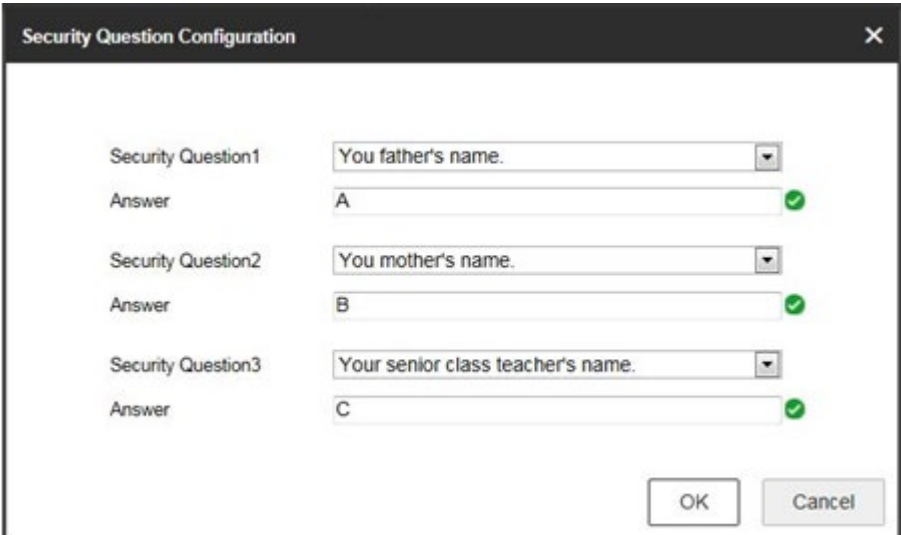 Security Question Configuration
Security Question1 You father's name.
Answer A
Security Question2 You mother's name.
Answer B
Security Question3 Your senior class teacher's name.
Answer C
OK Cancel